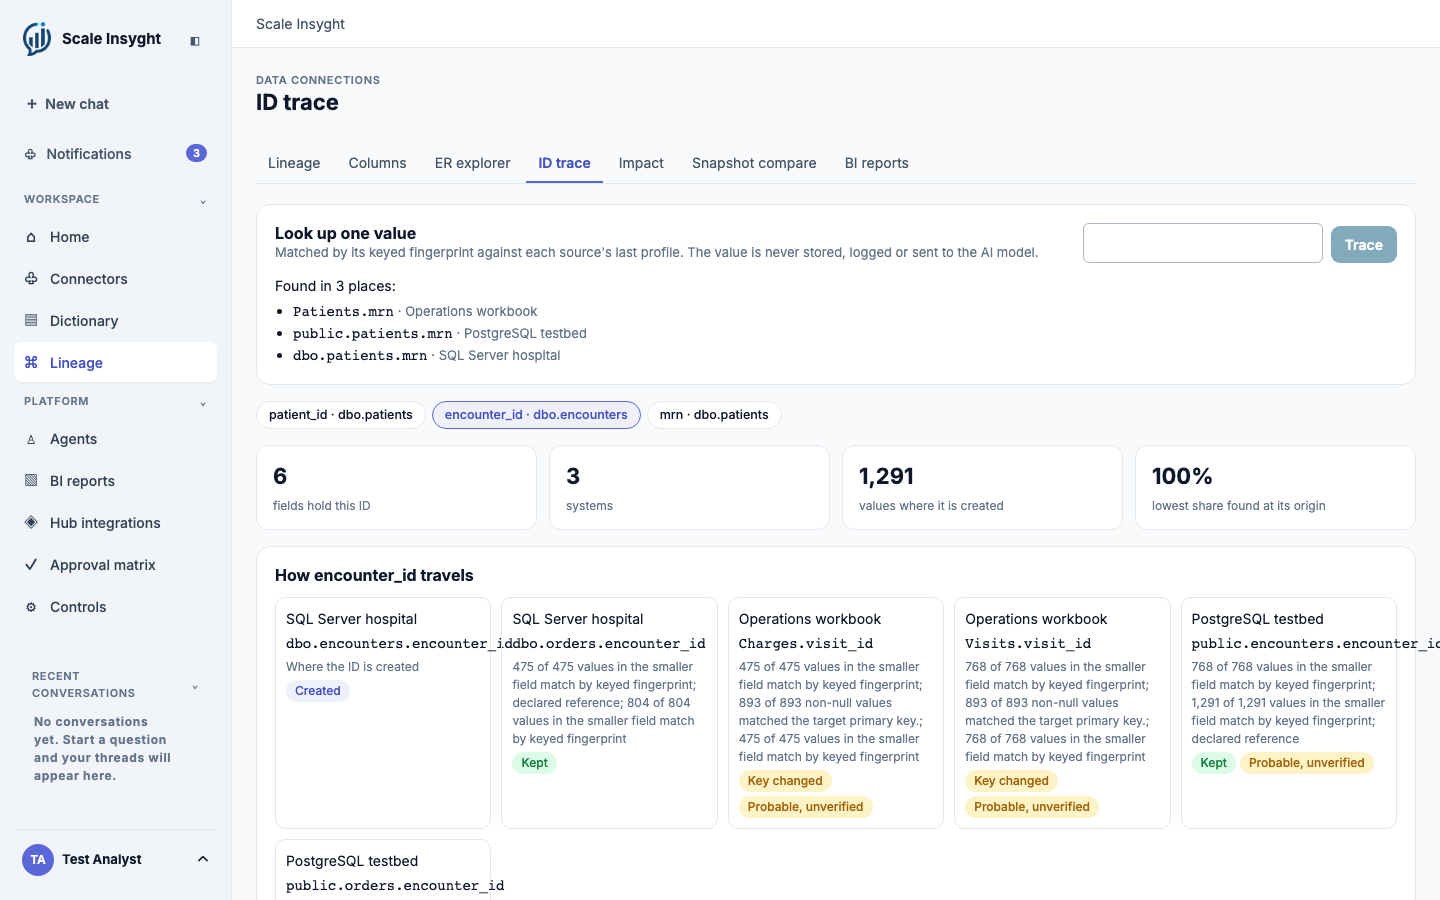 Scale Insyght
Scale Insyght
+ New chat
Notifications 3
WORKSPACE
Home
Connectors
Dictionary
Lineage
PLATFORM
Agents
BI reports
Hub integrations
Approval matrix
Controls
RECENT
CONVERSATIONS
No conversations
yet. Start a question
and your threads will
appear here.
TA Test Analyst
DATA CONNECTIONS
ID trace
Lineage Columns ER explorer ID trace Impact Snapshot compare BI reports
Look up one value
Matched by its keyed fingerprint against each source's last profile. The value is never stored, logged or sent to the AI model.
Trace
Found in 3 places:
• Patients.mrn · Operations workbook
• public.patients.mrn · PostgreSQL testbed
• dbo.patients.mrn · SQL Server hospital
patient_id · dbo.patients encounter_id · dbo.encounters mrn · dbo.patients
6
fields hold this ID
3
systems
1,291
values where it is created
100%
lowest share found at its origin
How encounter_id travels
SQL Server hospital
dbo.encounters.encounter_id
Where the ID is created
Created
SQL Server hospital
dbo.orders.encounter_id
475 of 475 values in the smaller
field match by keyed fingerprint;
declared reference; 804 of 804
values in the smaller field match
by keyed fingerprint
Kept
Operations workbook
Charges.visit_id
475 of 475 values in the smaller
field match by keyed fingerprint;
893 of 893 non-null values
matched the target primary key.;
475 of 475 values in the smaller
field match by keyed fingerprint
Key changed
Probable, unverified
Operations workbook
Visits.visit_id
768 of 768 values in the smaller
field match by keyed fingerprint;
893 of 893 non-null values
matched the target primary key.;
768 of 768 values in the smaller
field match by keyed fingerprint
Key changed
Probable, unverified
PostgreSQL testbed
public.encounters.encounter_
768 of 768 values in the smaller
field match by keyed fingerprint;
1,291 of 1,291 values in the smaller
field match by keyed fingerprint;
declared reference
Kept Probable, unverified
PostgreSQL testbed
public.orders.encounter_id